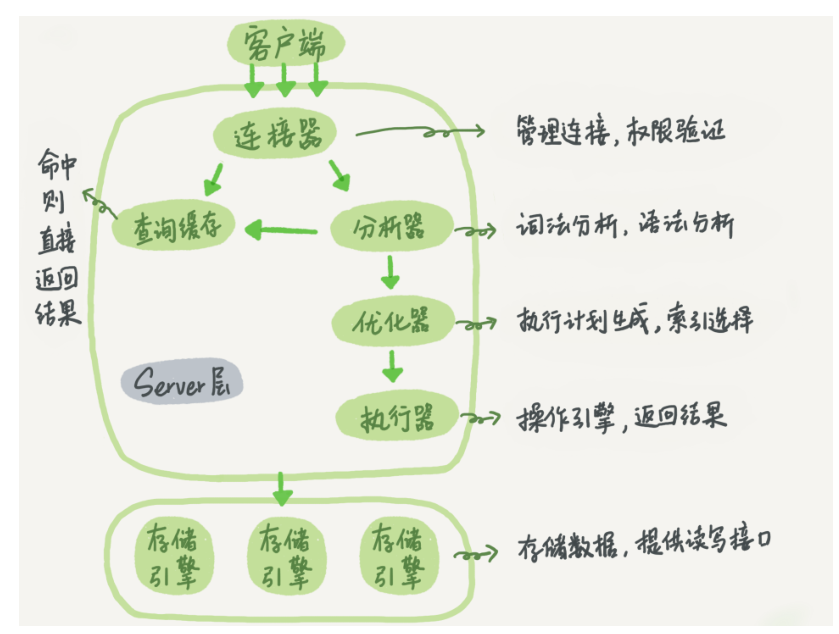 客户端
连接器
管理连接，权限验证
命中
则
直接
返回
结果
查询缓存
分析器
词法分析，语法分析
优化器
执行计划生成，索引选择
Server层
执行器
操作引擎，返回结果
存储
引擎
存储
引擎
存储
引擎
存储数据，提供读写接口